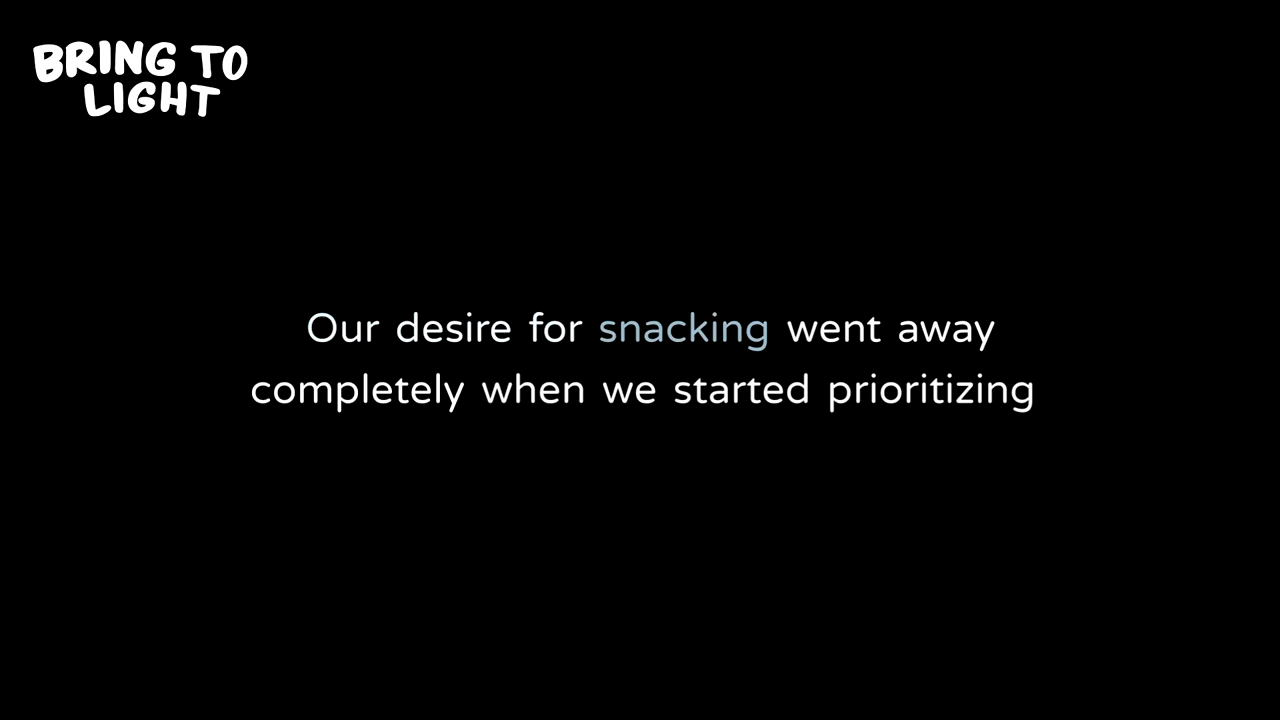 BRING TO
LIGHT
Our desire for snacking went away
completely when we started prioritizing